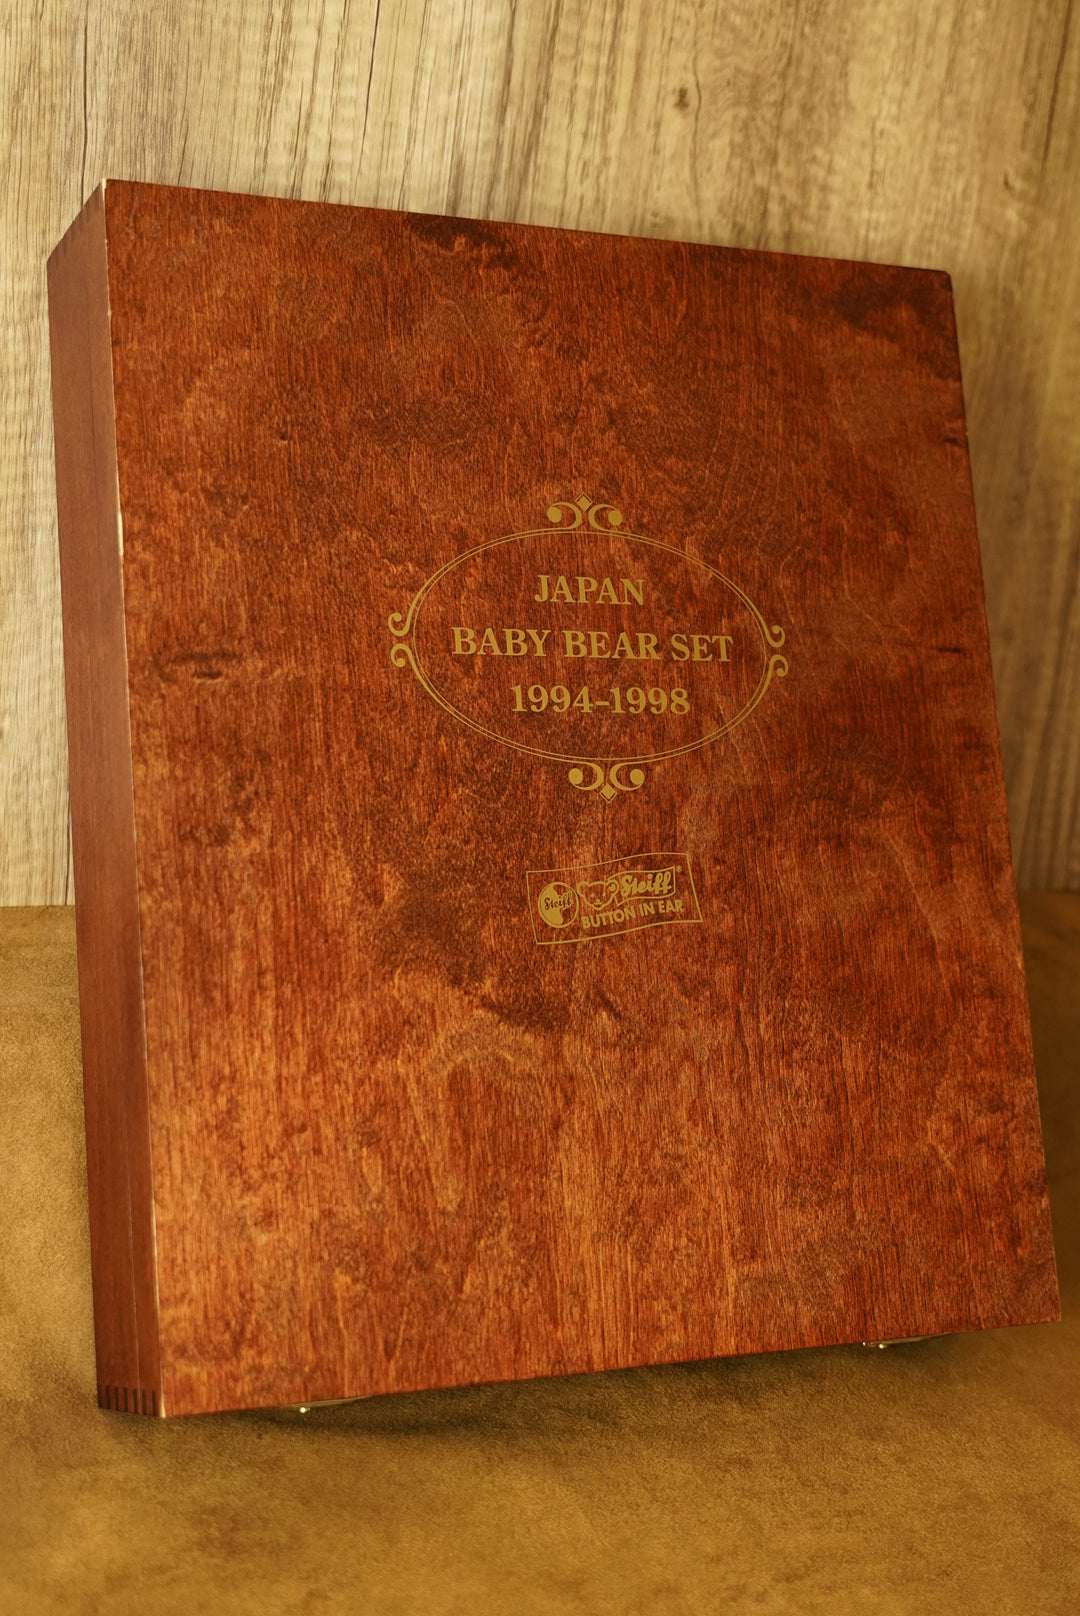 JAPAN
BABY BEAR SET
1994-1998
Steiff Steiff®
BUTTON IN EAR